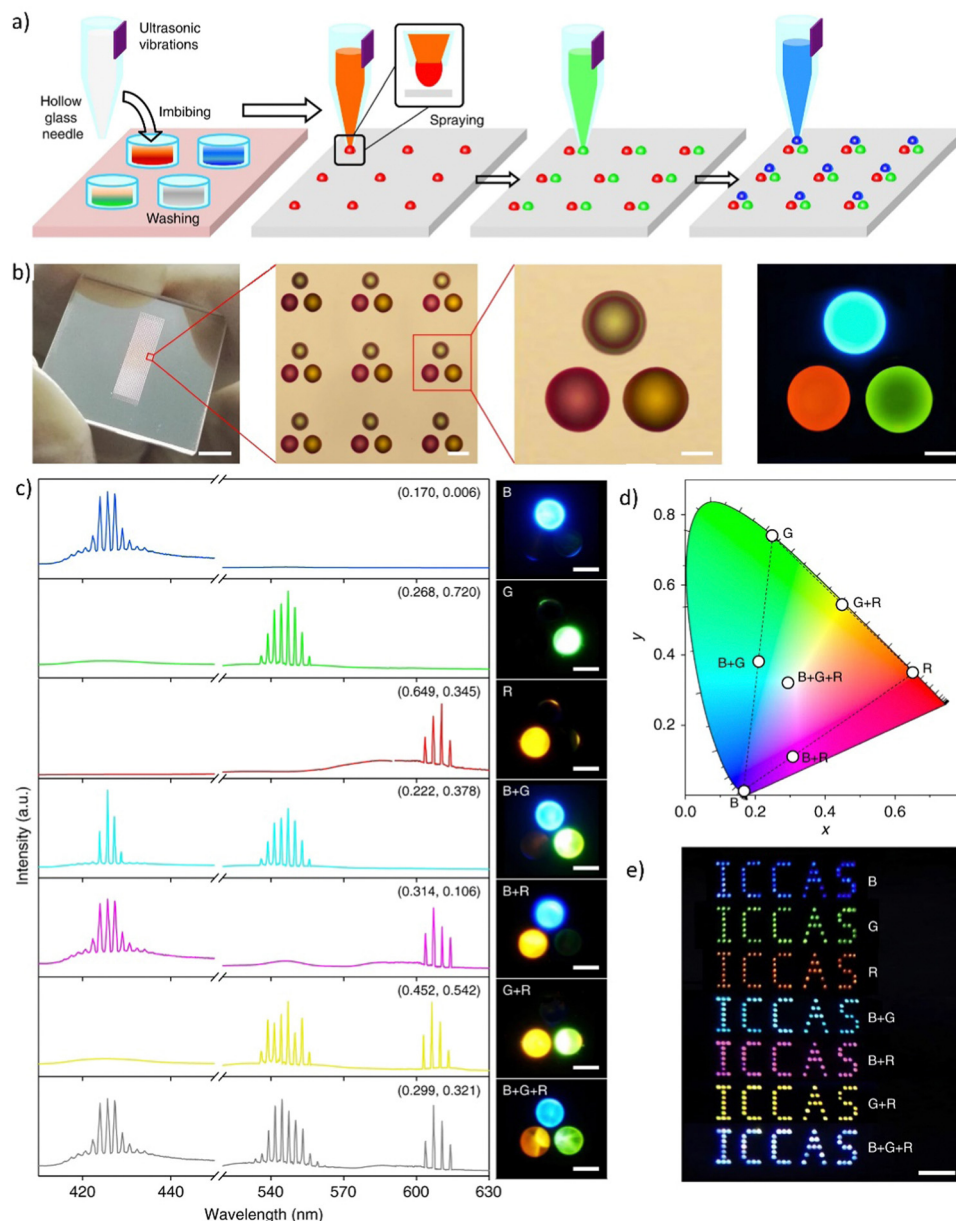 a)
Ultrasonic
vibrations
Hollow
glass
needle
Imbibing
Washing
Spraying
b)
c)
(0.170, 0.006)
B
(0.268, 0.720)
G
(0.649, 0.345)
R
(0.222, 0.378)
B+G
(0.314, 0.106)
B+R
(0.452, 0.542)
G+R
(0.299, 0.321)
B+G+R
Intensity (a.u.)
420 440 540 570 600 630
Wavelength (nm)
d)
0.8
0.6
0.4
0.2
y
G
G+R
B+G
B+G+R
R
B+R
B
0.0 0.2 0.4 0.6
x
e)
ICCAS B
ICCAS G
ICCAS R
ICCAS B+G
ICCAS B+R
ICCAS G+R
ICCAS B+G+R